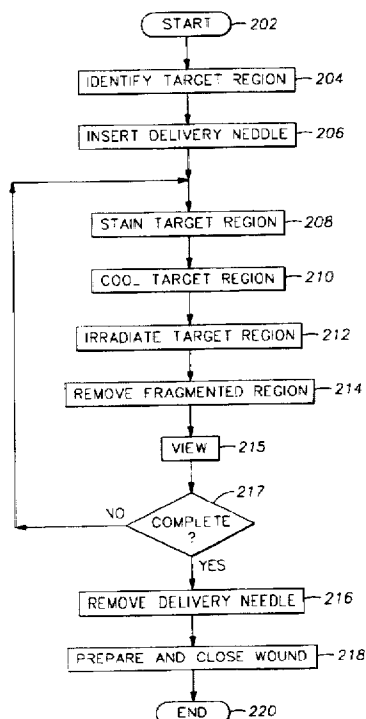 START 202
IDENTIFY TARGET REGION 204
INSERT DELIVERY NEDDLE 206
STAIN TARGET REGION 208
COOL TARGET REGION 210
IRRADIATE TARGET REGION 212
REMOVE FRAGMENTED REGION 214
VIEW 215
217
NO COMPLETE
?
YES
REMOVE DELIVERY NEEDLE 216
PREPARE AND CLOSE WOUND 218
END 220